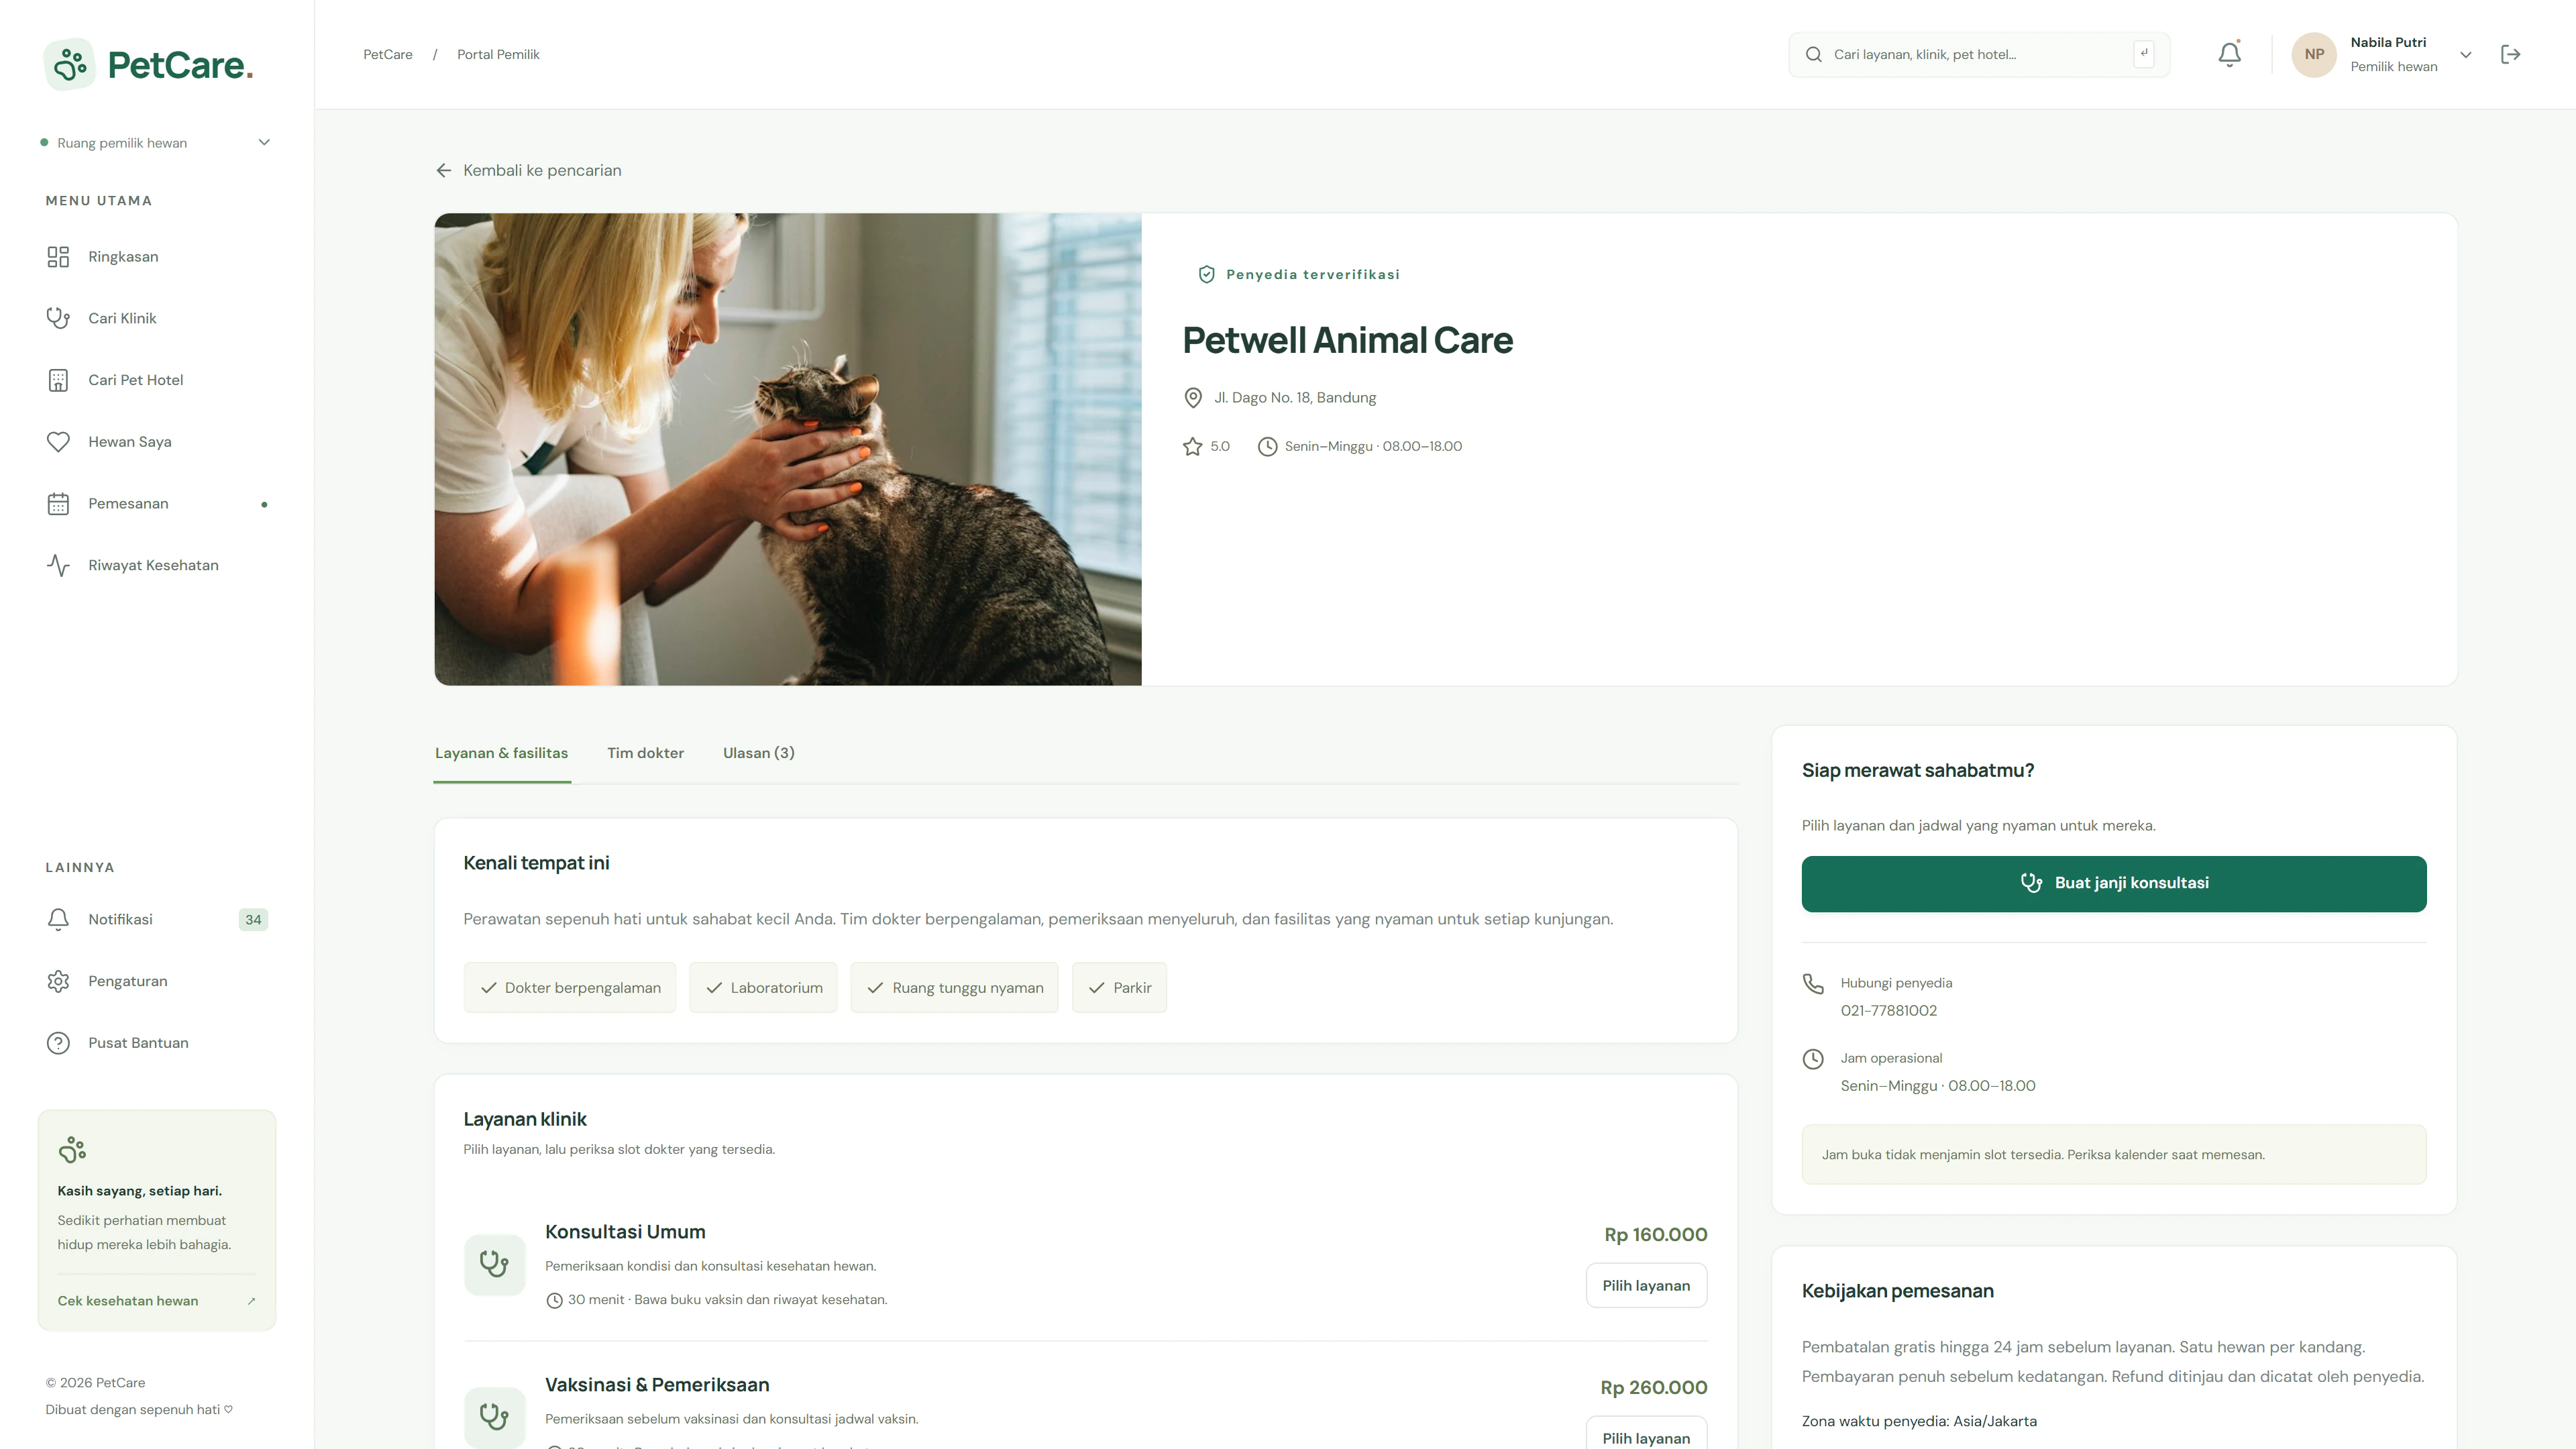 PetCare.
Ruang pemilik hewan
MENU UTAMA
Ringkasan
Cari Klinik
Cari Pet Hotel
Hewan Saya
Pemesanan
Riwayat Kesehatan
LAINNYA
Notifikasi 34
Pengaturan
Pusat Bantuan
Kasih sayang, setiap hari.
Sedikit perhatian membuat
hidup mereka lebih bahagia.
Cek kesehatan hewan ↗
© 2026 PetCare
Dibuat dengan sepenuh hati ♡
PetCare / Portal Pemilik
Cari layanan, klinik, pet hotel...
NP
Nabila Putri
Pemilik hewan
Kembali ke pencarian
Penyedia terverifikasi
Petwell Animal Care
Jl. Dago No. 18, Bandung
5.0 Senin–Minggu · 08.00–18.00
Layanan & fasilitas Tim dokter Ulasan (3)
Kenali tempat ini
Perawatan sepenuh hati untuk sahabat kecil Anda. Tim dokter berpengalaman, pemeriksaan menyeluruh, dan fasilitas yang nyaman untuk setiap kunjungan.
Dokter berpengalaman Laboratorium Ruang tunggu nyaman Parkir
Layanan klinik
Pilih layanan, lalu periksa slot dokter yang tersedia.
Konsultasi Umum
Pemeriksaan kondisi dan konsultasi kesehatan hewan.
30 menit · Bawa buku vaksin dan riwayat kesehatan.
Rp 160.000
Pilih layanan
Vaksinasi & Pemeriksaan
Pemeriksaan sebelum vaksinasi dan konsultasi jadwal vaksin.
Rp 260.000
Pilih layanan
Siap merawat sahabatmu?
Pilih layanan dan jadwal yang nyaman untuk mereka.
Buat janji konsultasi
Hubungi penyedia
021-77881002
Jam operasional
Senin–Minggu · 08.00–18.00
Jam buka tidak menjamin slot tersedia. Periksa kalender saat memesan.
Kebijakan pemesanan
Pembatalan gratis hingga 24 jam sebelum layanan. Satu hewan per kandang.
Pembayaran penuh sebelum kedatangan. Refund ditinjau dan dicatat oleh penyedia.
Zona waktu penyedia: Asia/Jakarta